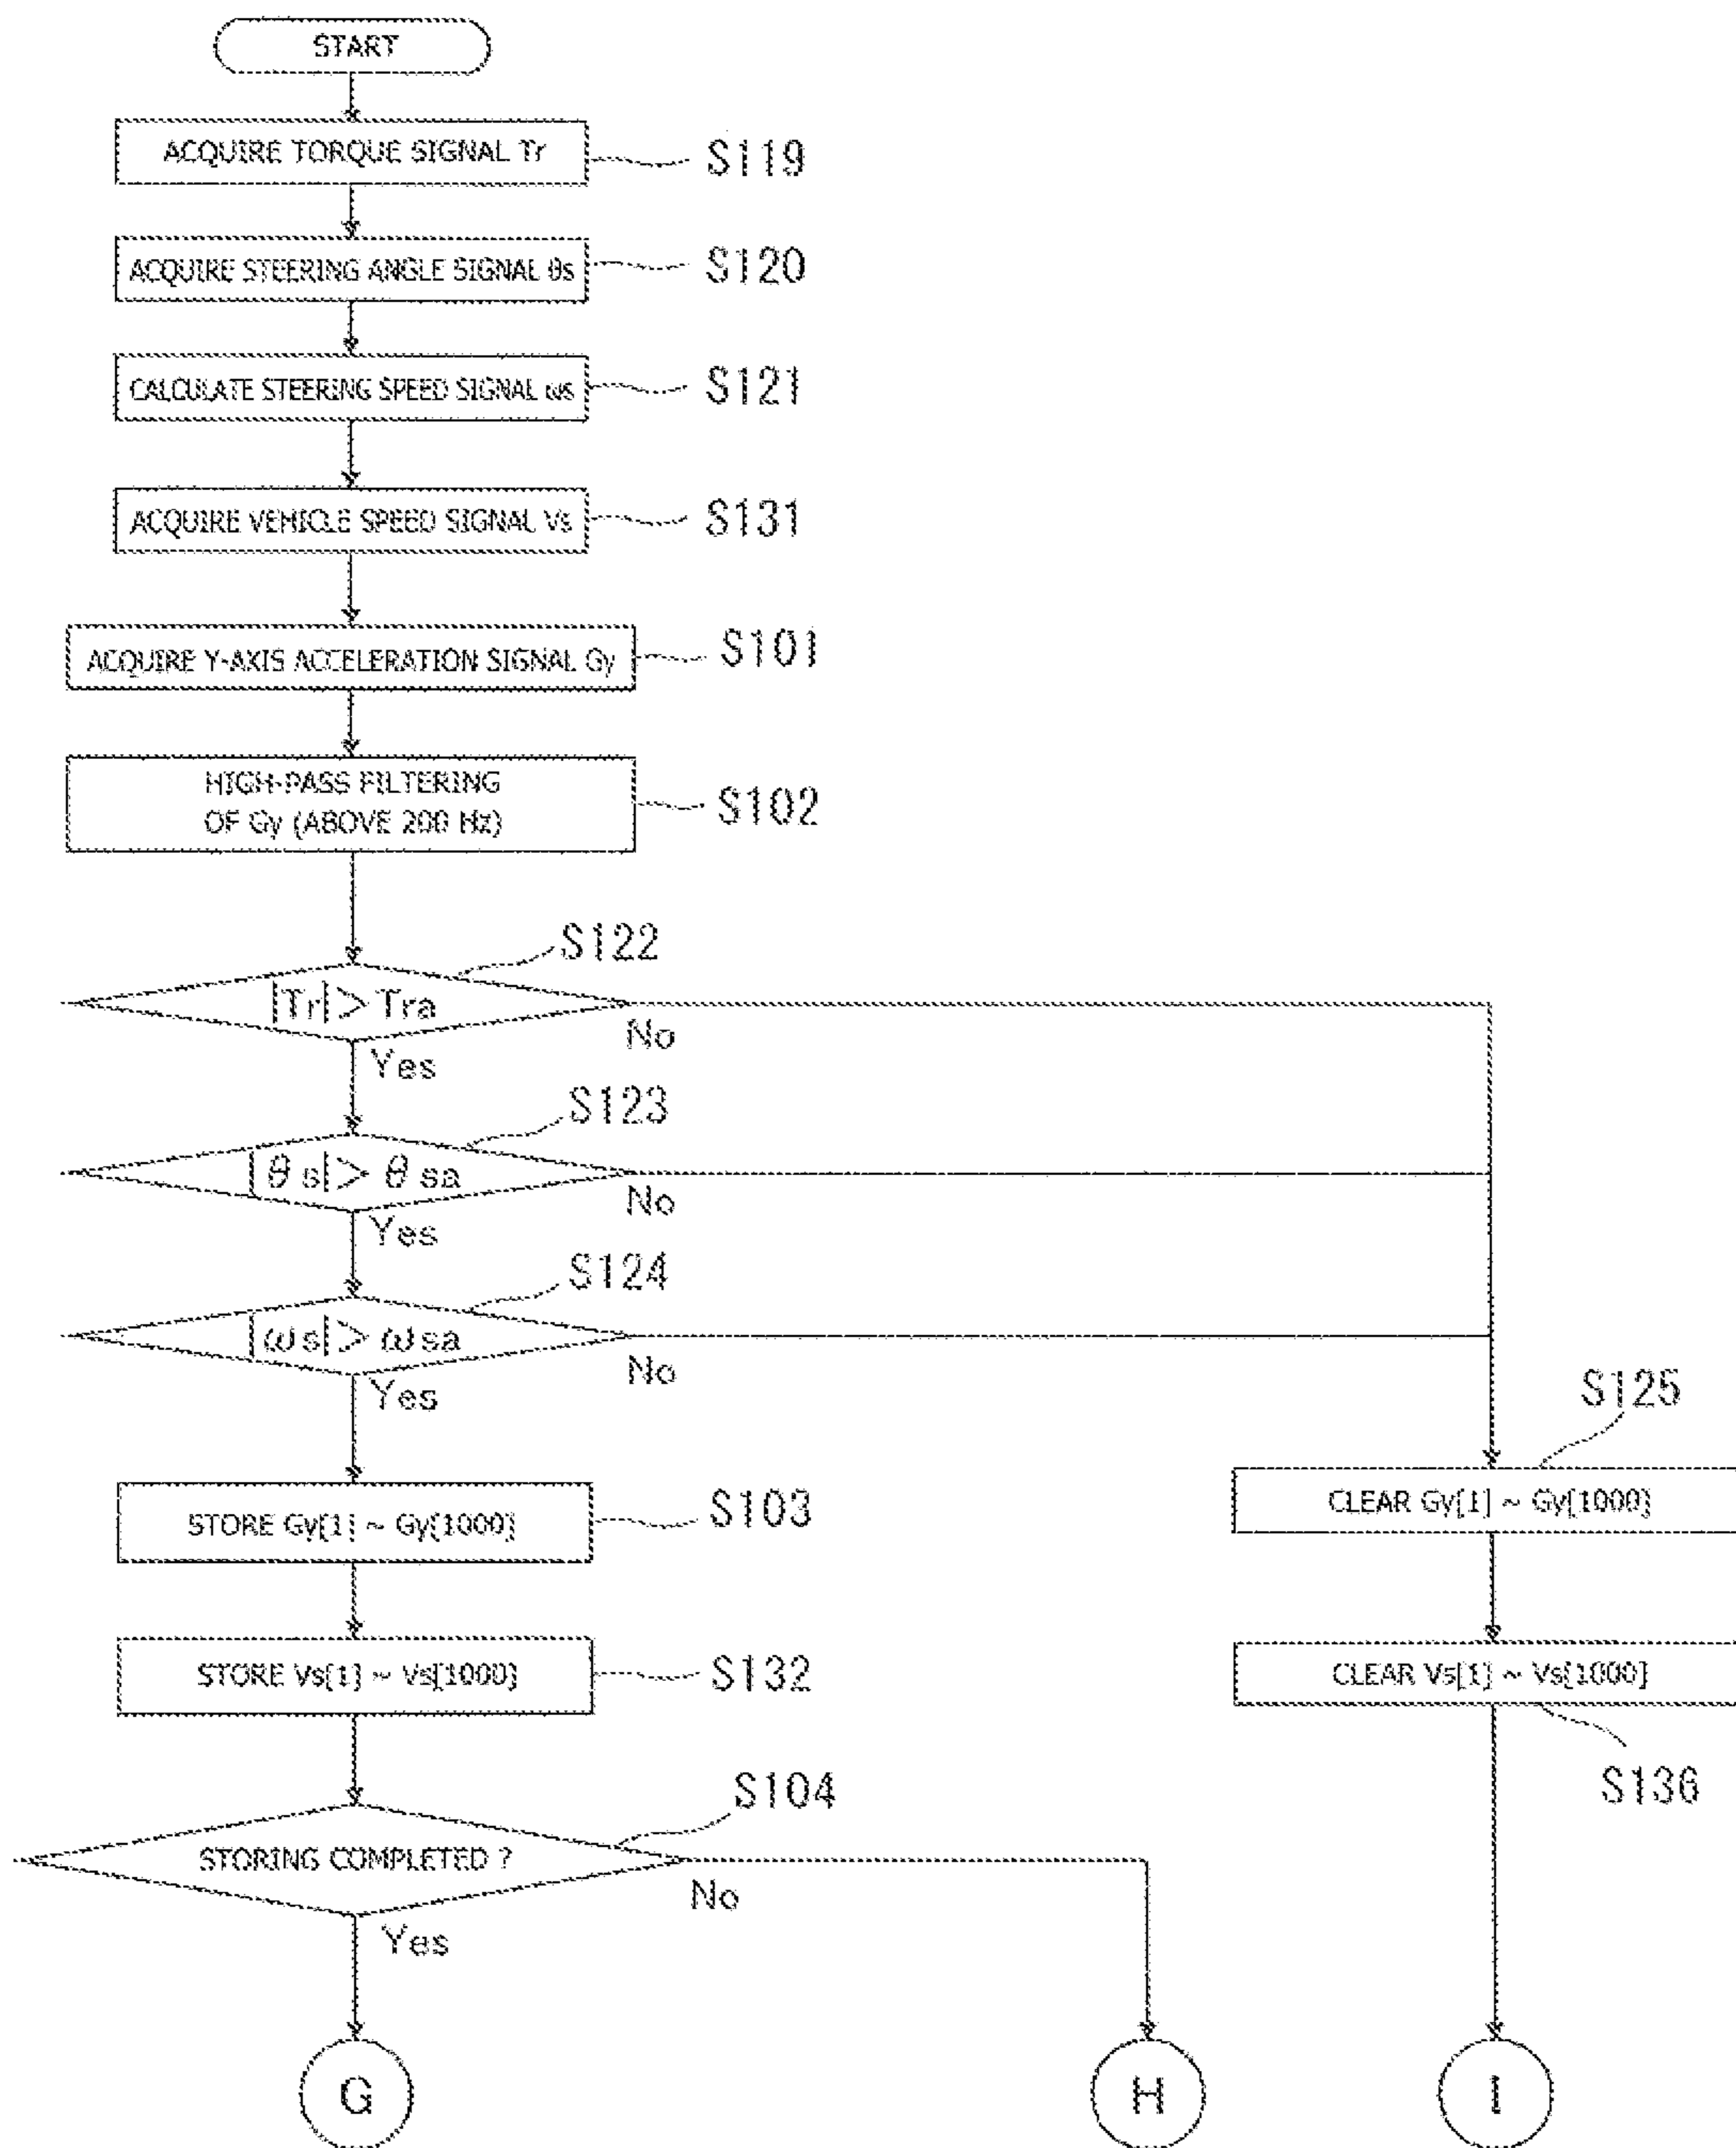 START
ACQUIRE TORQUE SIGNAL Tr
S119
ACQUIRE STEERING ANGLE SIGNAL θs
S120
CALCULATE STEERING SPEED SIGNAL ωs
S121
ACQUIRE VEHICLE SPEED SIGNAL Vs
S131
ACQUIRE Y-AXIS ACCELERATION SIGNAL Gy
S101
HIGH-PASS FILTERING
OF Gy (ABOVE 200 Hz)
S102
S122
|Tr| > Tra
No
Yes
S123
|θs| > θsa
No
Yes
S124
|ωs| > ωsa
No
Yes
S125
STORE Gy[1] ~ Gy[1000]
S103
CLEAR Gy[1] ~ Gy[1000]
STORE Vs[1] ~ Vs[1000]
S132
CLEAR Vs[1] ~ Vs[1000]
S136
S104
STORING COMPLETED ?
No
Yes
G
H
I